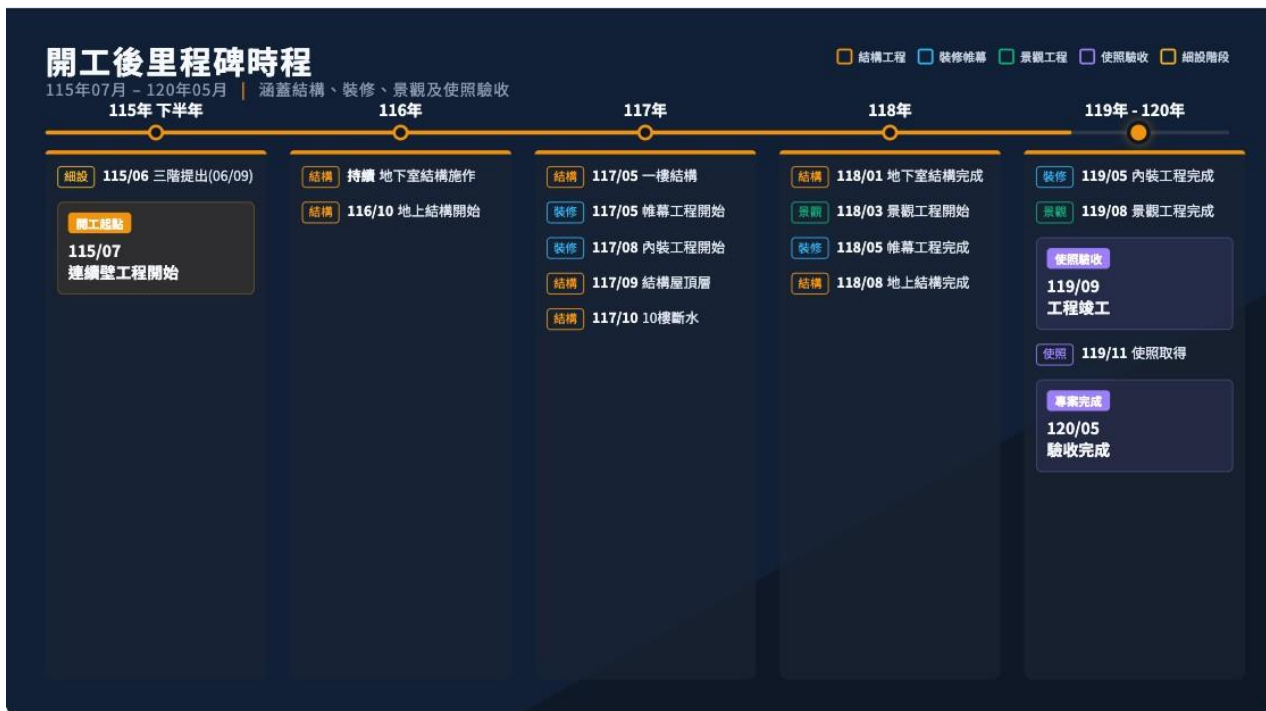 開工後里程碑時程
結構工程 裝修帷幕 景觀工程 使照驗收 細設階段
115年07月 – 120年05月 | 涵蓋結構、裝修、景觀及使照驗收
115年下半年
116年
117年
118年
119年 - 120年
細設 115/06 三階提出(06/09)
開工起點
115/07
連續壁工程開始
結構 持續 地下室結構施作
結構 116/10 地上結構開始
結構 117/05 一樓結構
裝修 117/05 帷幕工程開始
裝修 117/08 內裝工程開始
結構 117/09 結構屋頂層
結構 117/10 10樓斷水
結構 118/01 地下室結構完成
景觀 118/03 景觀工程開始
裝修 118/05 帷幕工程完成
結構 118/08 地上結構完成
裝修 119/05 內裝工程完成
景觀 119/08 景觀工程完成
使照驗收
119/09
工程竣工
使照 119/11 使照取得
專案完成
120/05
驗收完成